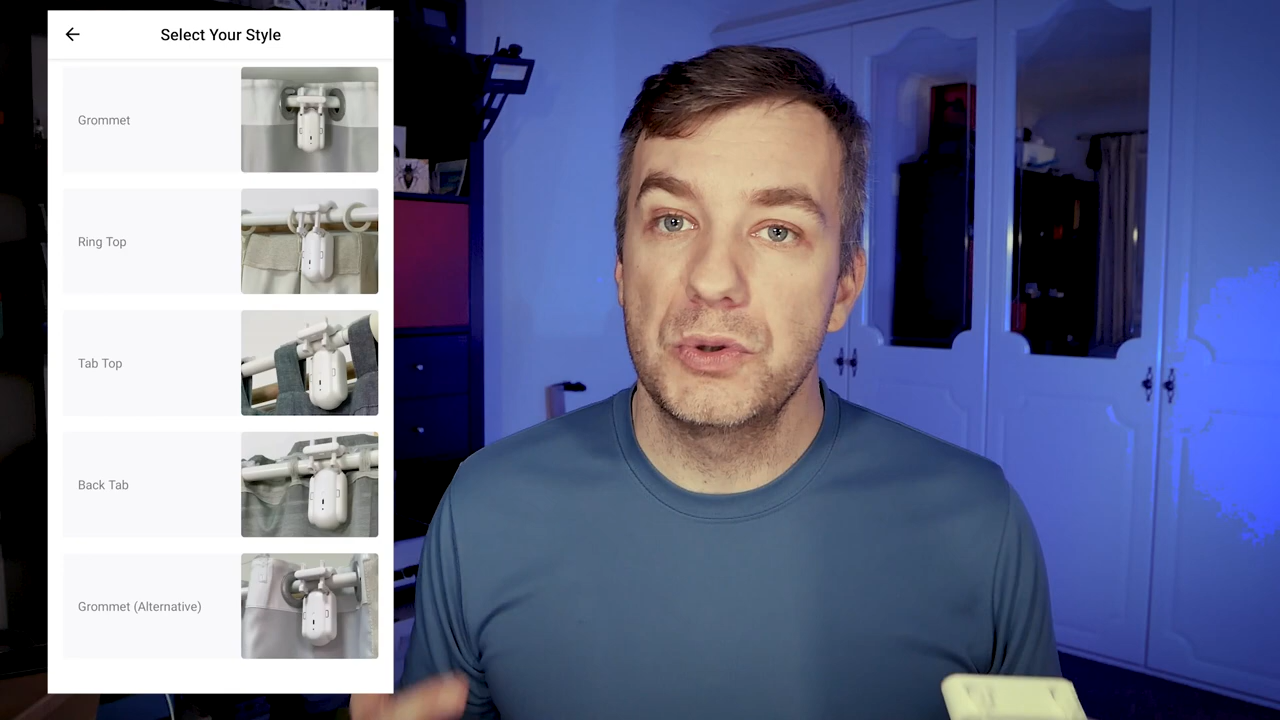 Select Your Style
Grommet
Ring Top
Tab Top
Back Tab
Grommet (Alternative)